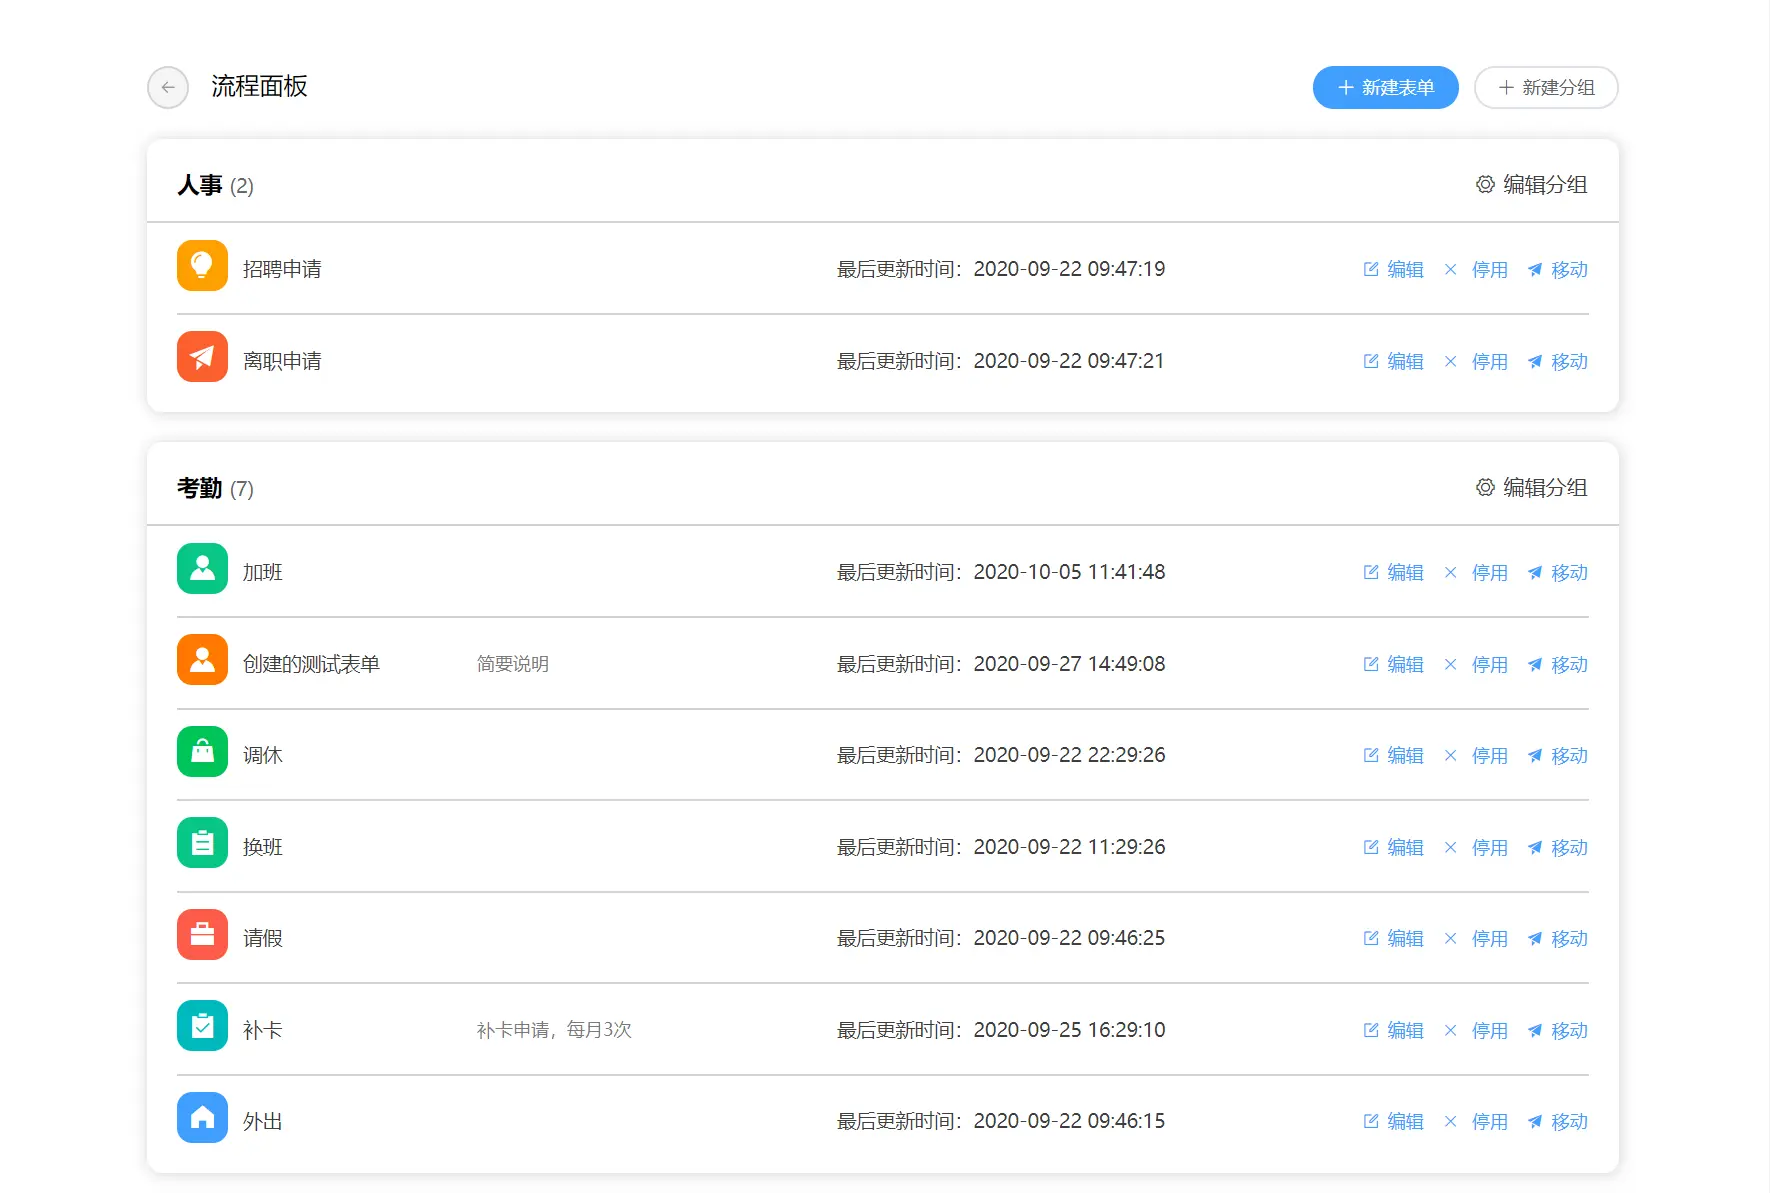 流程面板
新建表单
新建分组
人事 (2)
编辑分组
招聘申请 最后更新时间：2020-09-22 09:47:19 编辑 停用 移动
离职申请 最后更新时间：2020-09-22 09:47:21 编辑 停用 移动
考勤 (7)
编辑分组
加班 最后更新时间：2020-10-05 11:41:48 编辑 停用 移动
创建的测试表单 简要说明 最后更新时间：2020-09-27 14:49:08 编辑 停用 移动
调休 最后更新时间：2020-09-22 22:29:26 编辑 停用 移动
换班 最后更新时间：2020-09-22 11:29:26 编辑 停用 移动
请假 最后更新时间：2020-09-22 09:46:25 编辑 停用 移动
补卡 补卡申请，每月3次 最后更新时间：2020-09-25 16:29:10 编辑 停用 移动
外出 最后更新时间：2020-09-22 09:46:15 编辑 停用 移动